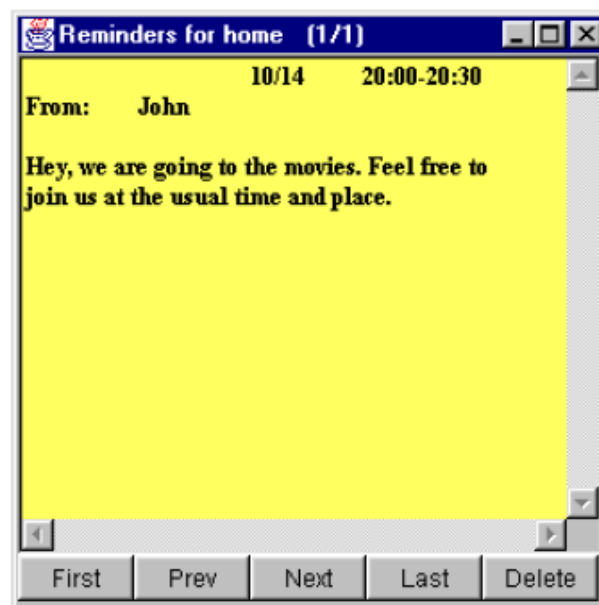 Reminders for home (1/1)
10/14 20:00-20:30
From: John
Hey, we are going to the movies. Feel free to
join us at the usual time and place.
First Prev Next Last Delete